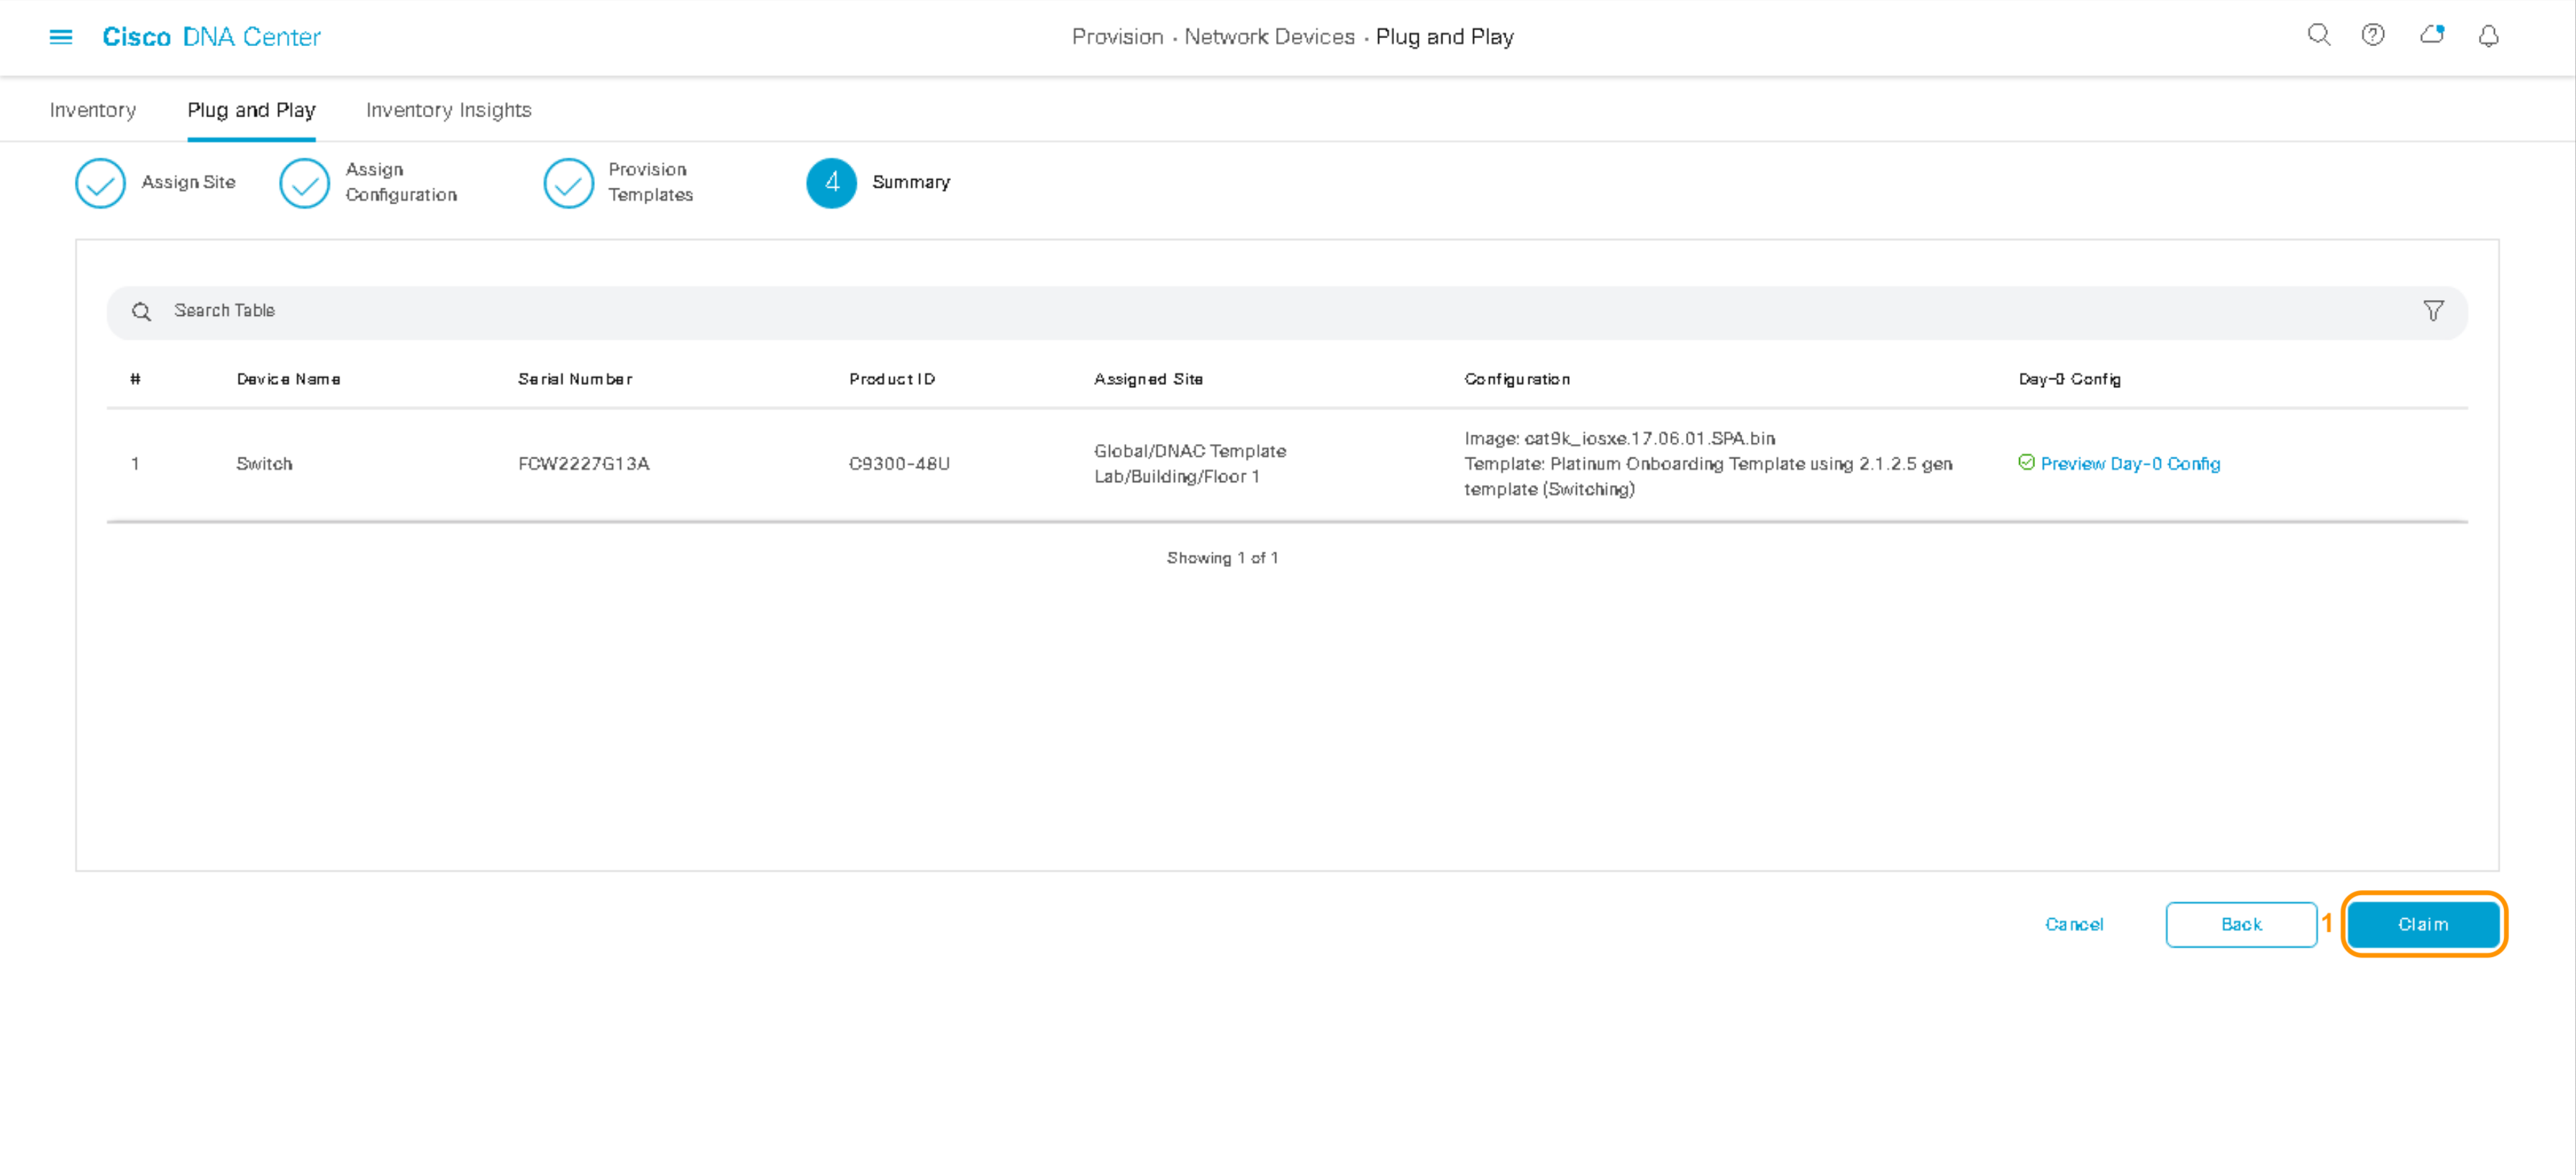 Cisco DNA Center
Provision · Network Devices · Plug and Play
Inventory
Plug and Play
Inventory Insights
Assign Site
Assign
Configuration
Provision
Templates
4
Summary
Search Table
# Device Name Serial Number Product ID Assigned Site Configuration Day-0 Config
1
Switch
FCW2227G13A
C9300-48U
Global/DNAC Template
Lab/Building/Floor 1
Image: cat9k_iosxe.17.06.01.SPA.bin
Template: Platinum Onboarding Template using 2.1.2.5 gen
template (Switching)
Preview Day-0 Config
Showing 1 of 1
Cancel
Back
1
Claim